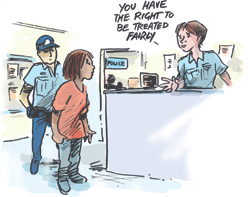 YOU HAVE
THE RIGHT TO
BE TREATED
FAIRLY
POLICE